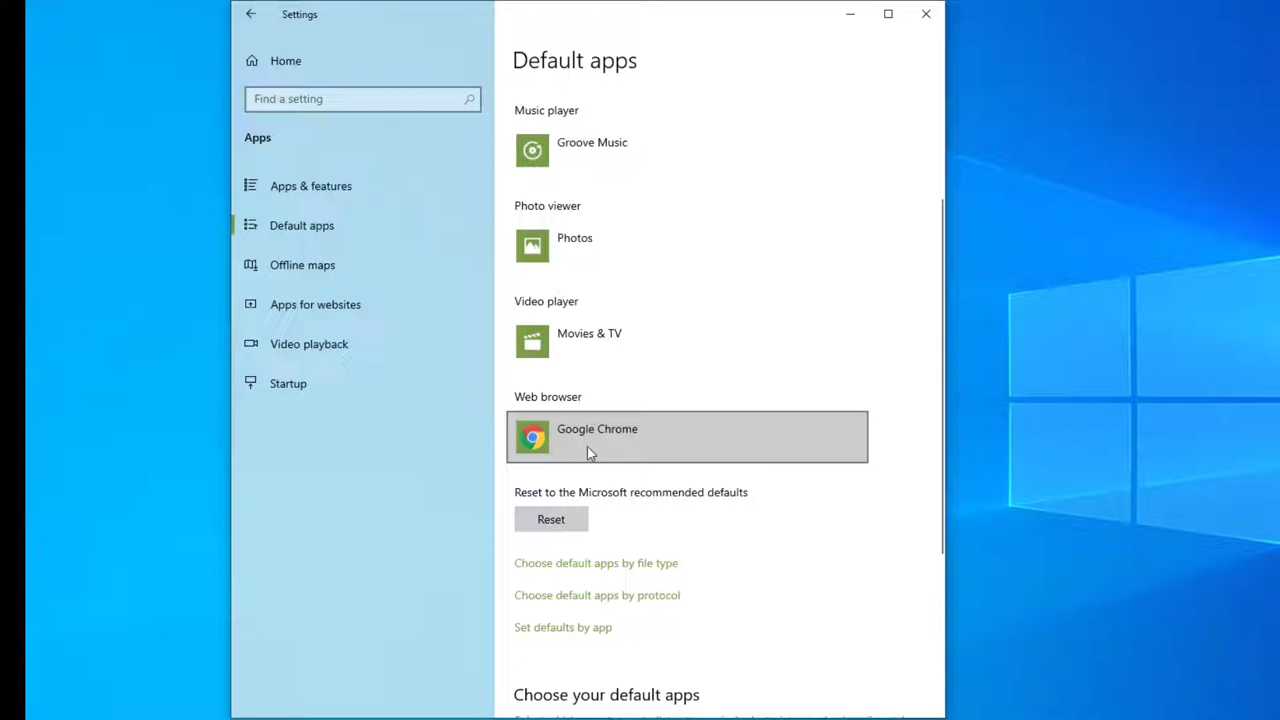 Settings
Home
Find a setting
Apps
Apps & features
Default apps
Offline maps
Apps for websites
Video playback
Startup
Default apps
Music player
Groove Music
Photo viewer
Photos
Video player
Movies & TV
Web browser
Google Chrome
Reset to the Microsoft recommended defaults
Reset
Choose default apps by file type
Choose default apps by protocol
Set defaults by app
Choose your default apps